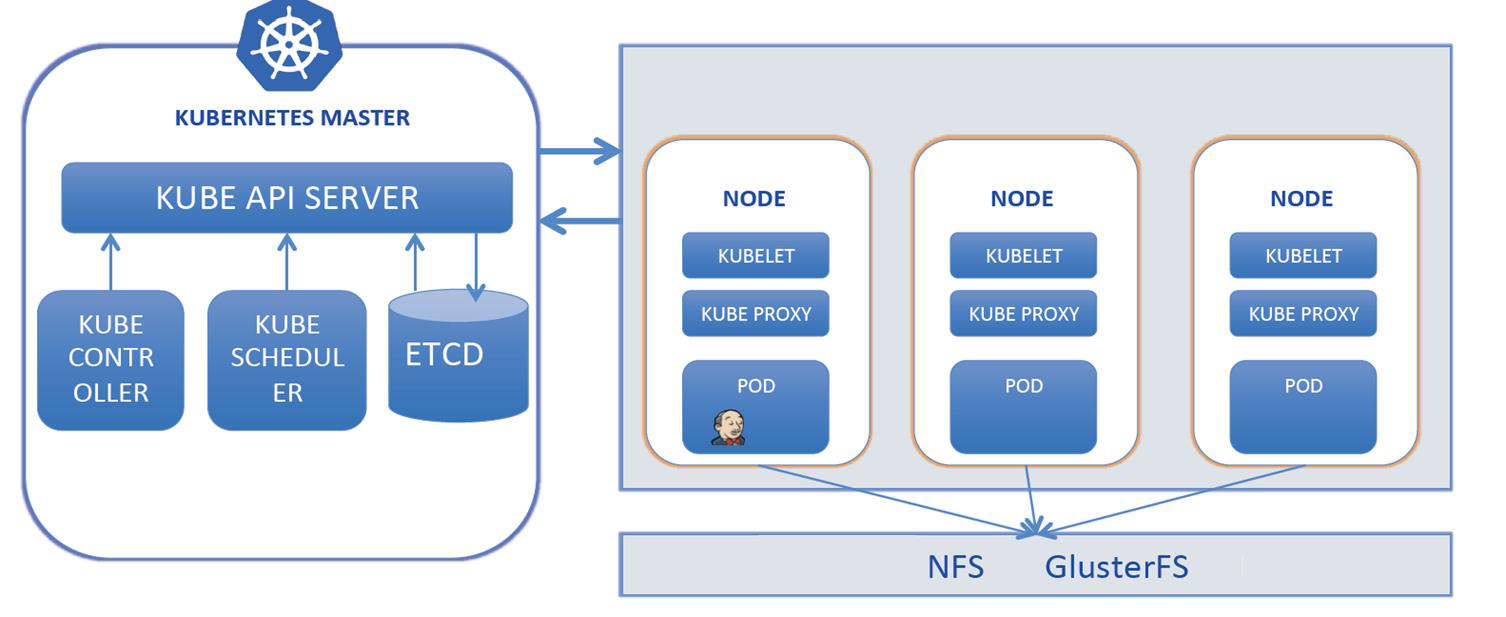 KUBERNETES MASTER
KUBE API SERVER
KUBE
CONTR
OLLER
KUBE
SCHEDUL
ER
ETCD
NODE
KUBELET
KUBE PROXY
POD
NODE
KUBELET
KUBE PROXY
POD
NODE
KUBELET
KUBE PROXY
POD
NFS GlusterFS